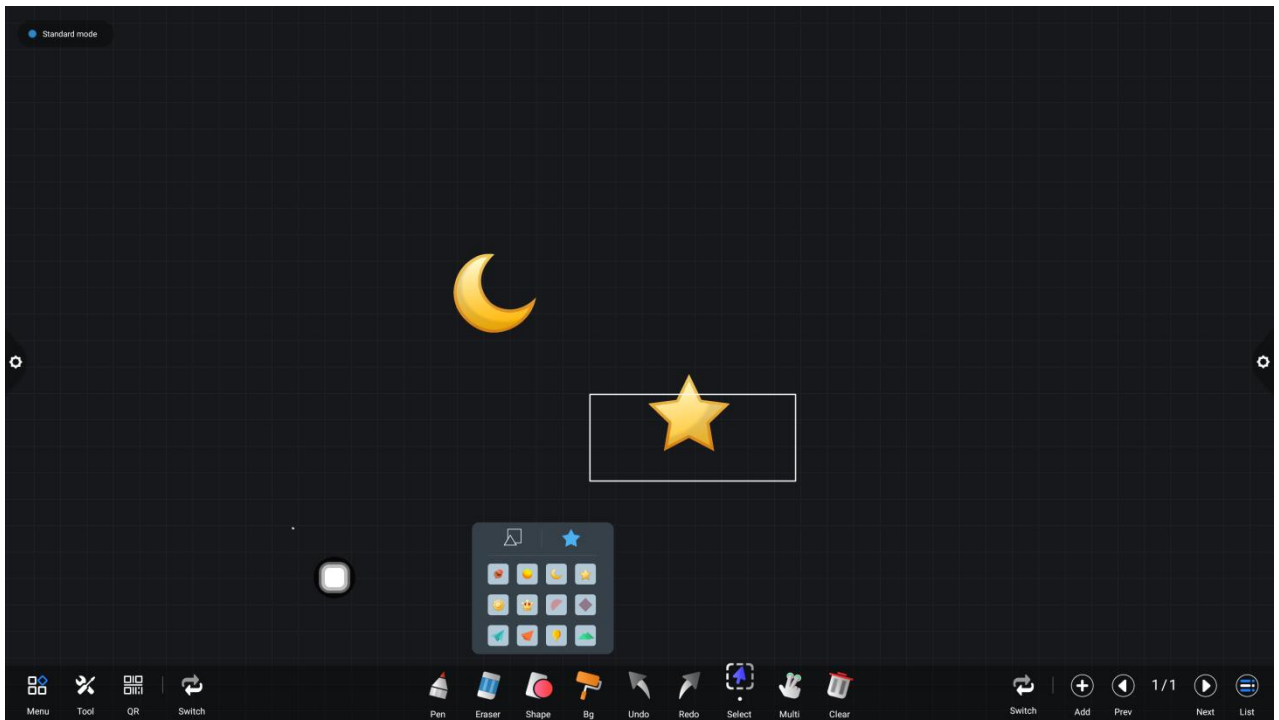 Standard mode
1/1
Menu Tool QR Switch Pen Eraser Shape Bg Undo Redo Select Multi Clear Switch Add Prev Next List